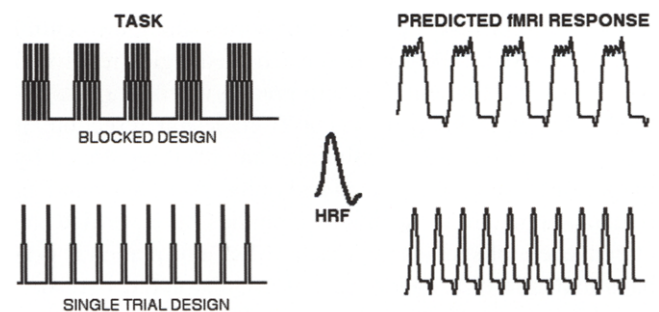 TASK
PREDICTED fMRI RESPONSE
BLOCKED DESIGN
HRF
SINGLE TRIAL DESIGN